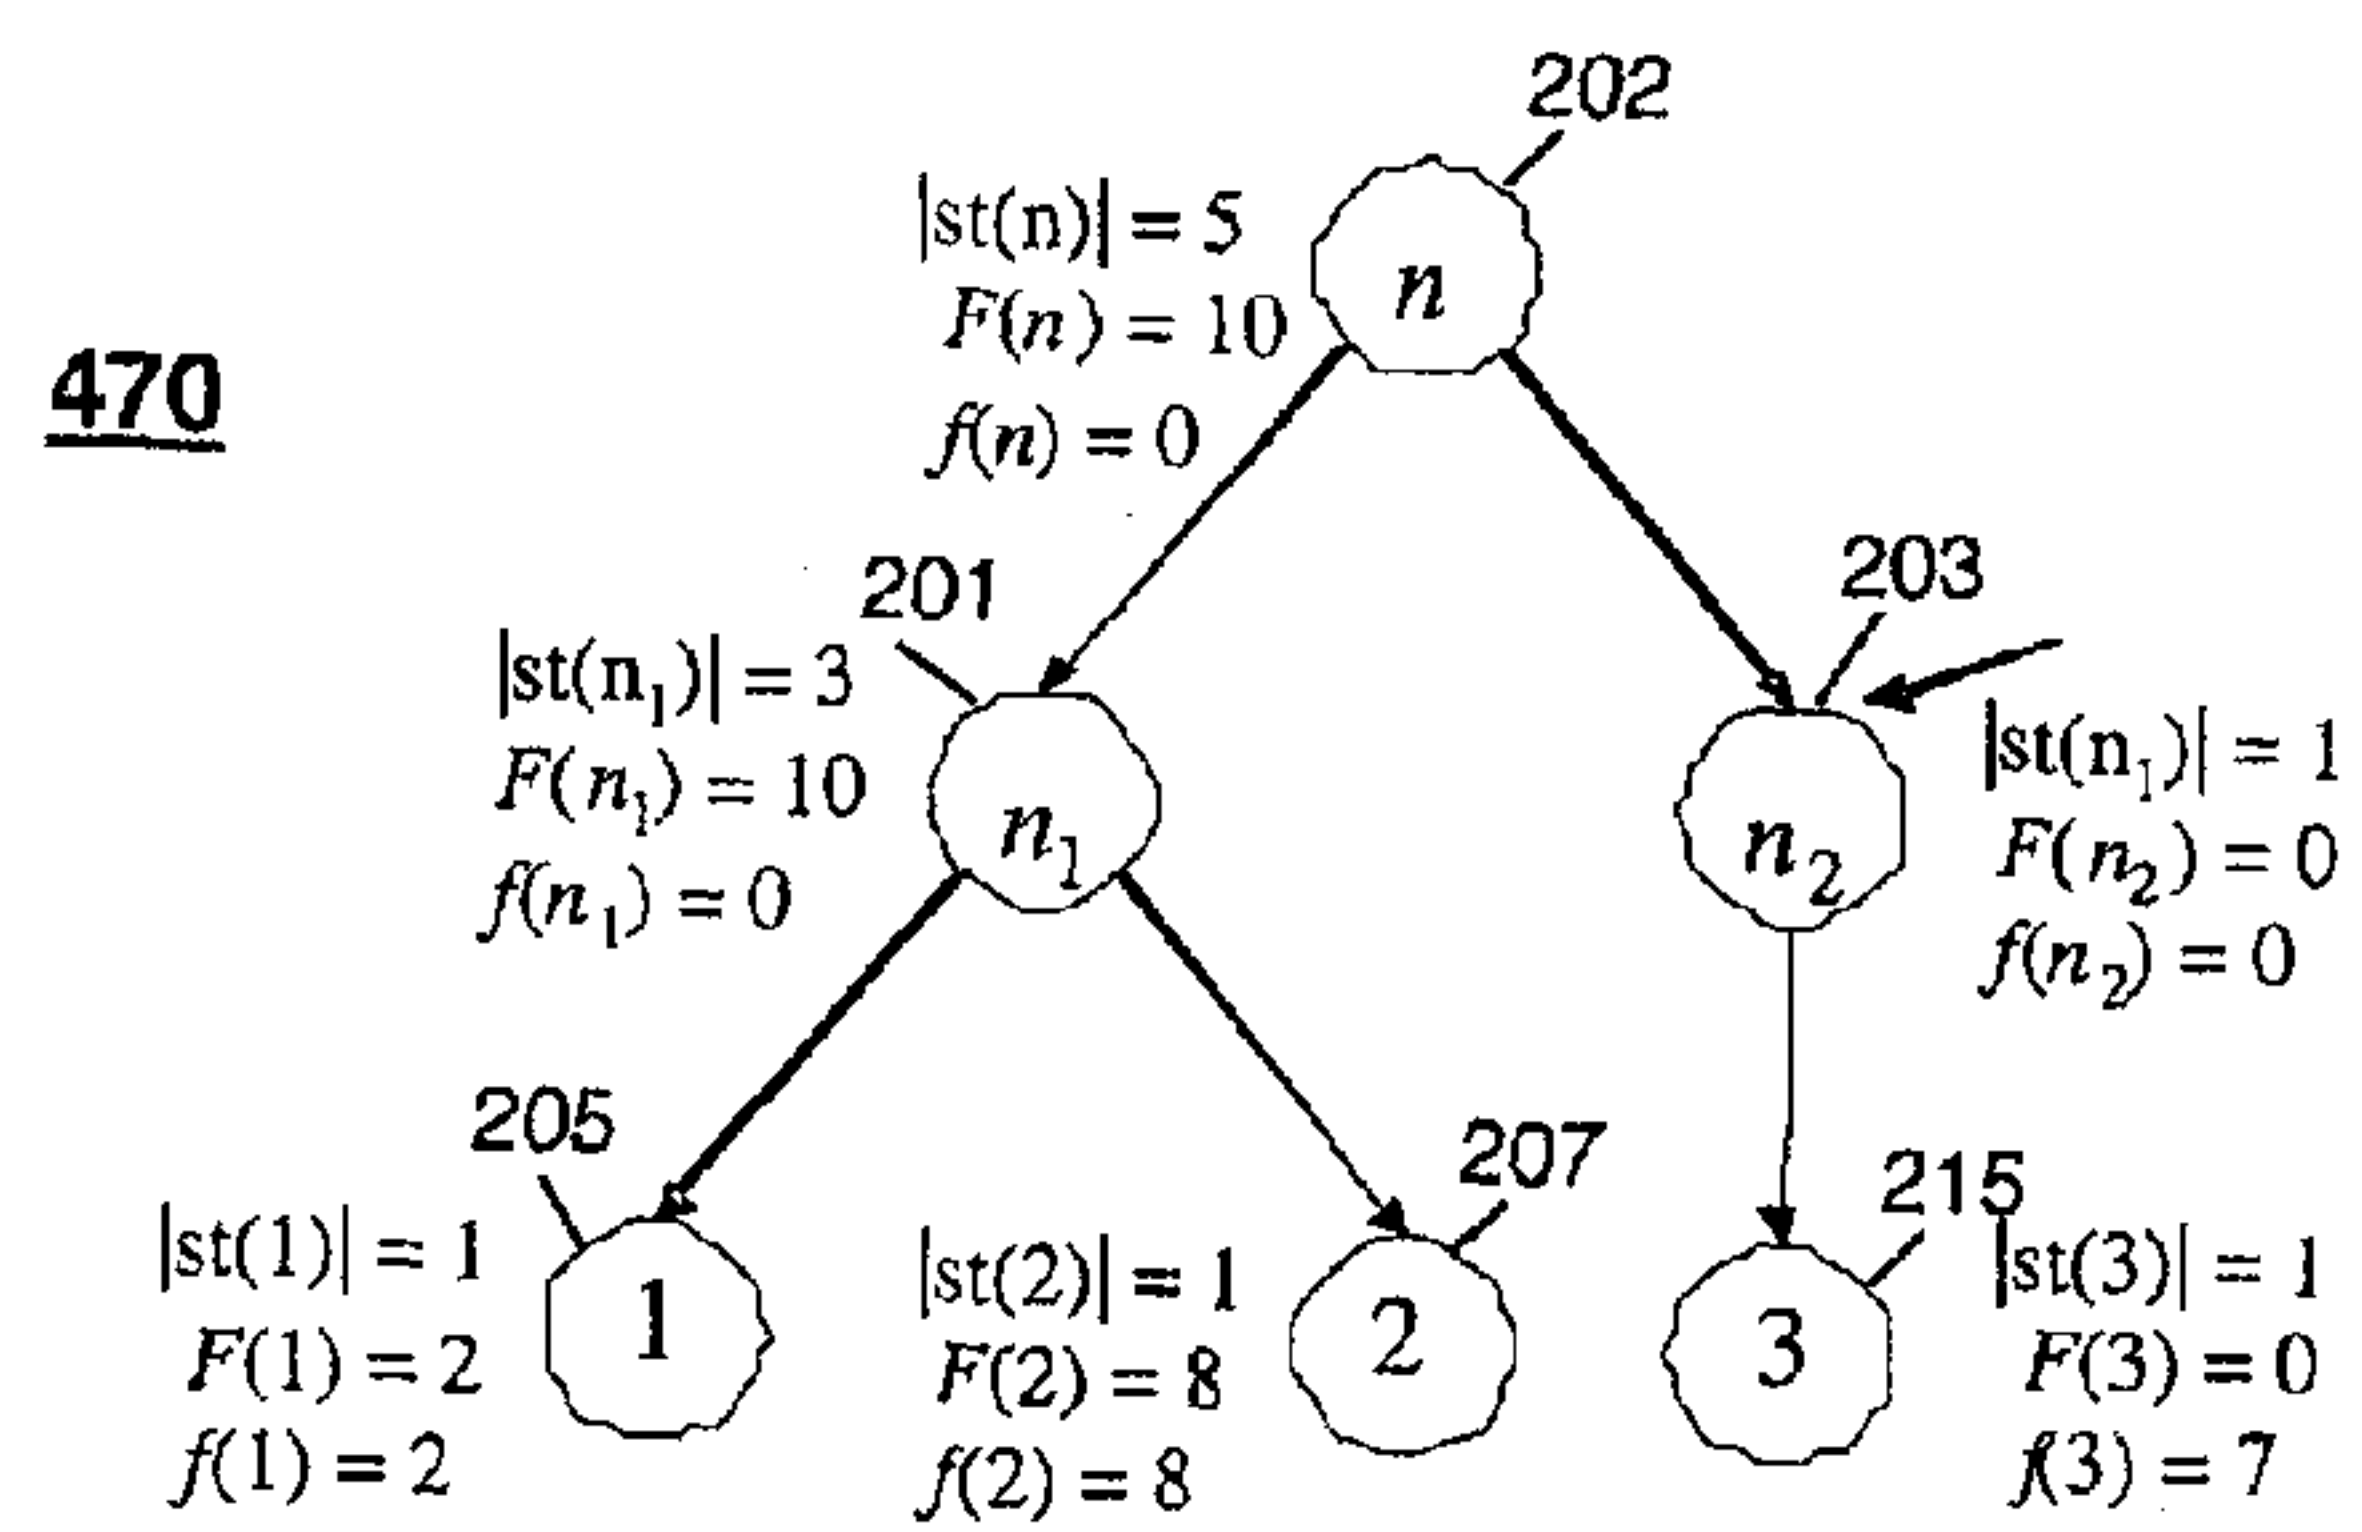 202
|st(n)| = 5
n
F(n) = 10
470
f(n) = 0
201
203
|st(n₁)| = 3
F(n₁) = 10
n₁
f(n₁) = 0
|st(n₁)| = 1
n₂
F(n₂) = 0
f(n₂) = 0
205
207
215
|st(1)| = 1
1
F(1) = 2
f(1) = 2
|st(2)| = 1
2
F(2) = 8
f(2) = 8
|st(3)| = 1
3
F(3) = 0
f(3) = 7